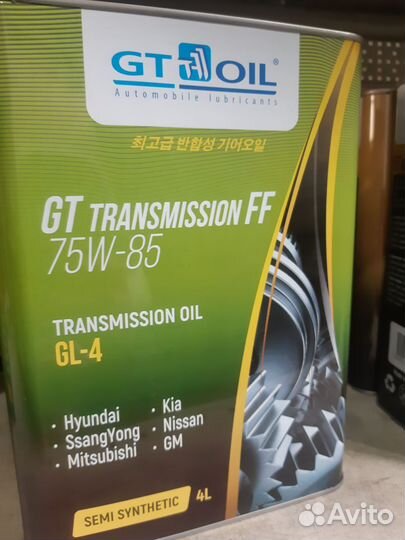 GT OIL®
Automobile lubricants
최고급 반합성 기어오일
GT TRANSMISSION FF
75W-85
TRANSMISSION OIL
GL-4
• Hyundai
• SsangYong
• Mitsubishi
• Kia
• Nissan
• GM
SEMI SYNTHETIC
4L
Avito